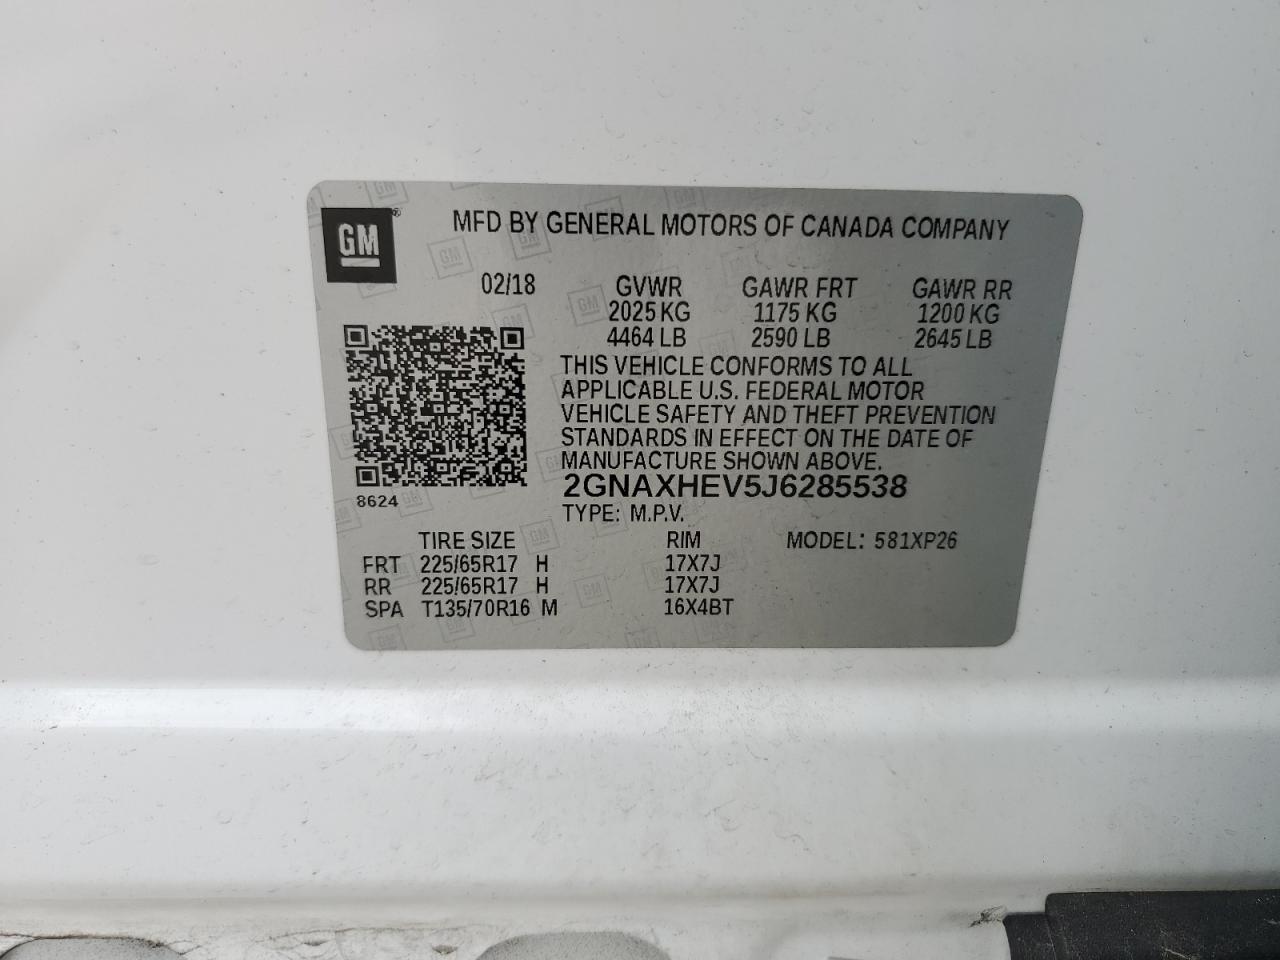 GM
MFD BY GENERAL MOTORS OF CANADA COMPANY
02/18 GVWR GAWR FRT GAWR RR
2025 KG 1175 KG 1200 KG
4464 LB 2590 LB 2645 LB
THIS VEHICLE CONFORMS TO ALL
APPLICABLE U.S. FEDERAL MOTOR
VEHICLE SAFETY AND THEFT PREVENTION
STANDARDS IN EFFECT ON THE DATE OF
MANUFACTURE SHOWN ABOVE.
8624 2GNAXHEV5J6285538
TYPE: M.P.V.
TIRE SIZE RIM MODEL: 581XP26
FRT 225/65R17 H 17X7J
RR 225/65R17 H 17X7J
SPA T135/70R16 M 16X4BT